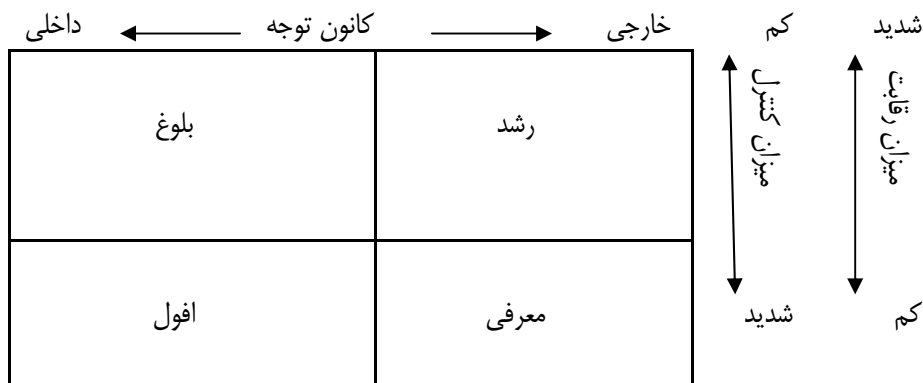 شدید کم خارجی کانون توجه داخلی
میزان رقابت
میزان کنترل
رشد بلوغ
کم شدید معرفی افول